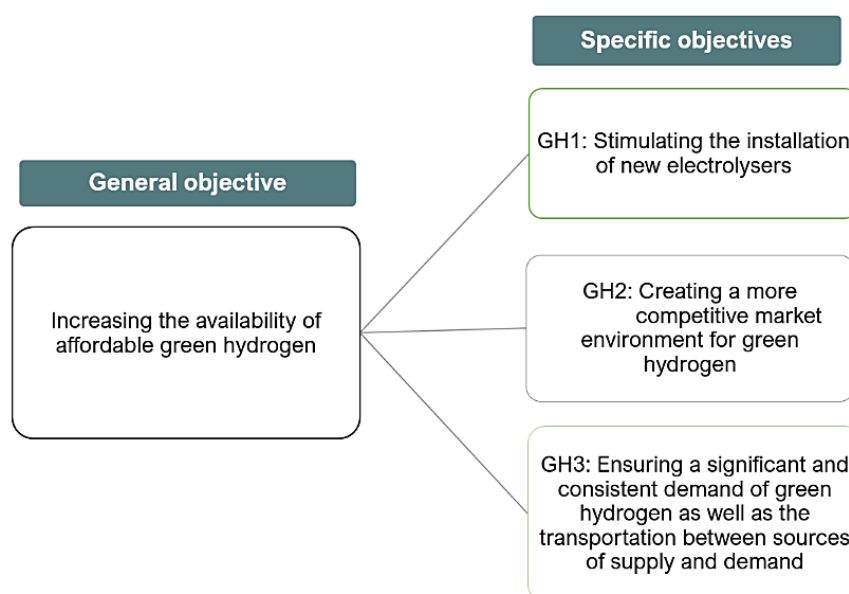 General objective
Increasing the availability of
affordable green hydrogen
Specific objectives
GH1: Stimulating the installation
of new electrolysers
GH2: Creating a more
competitive market
environment for green
hydrogen
GH3: Ensuring a significant and
consistent demand of green
hydrogen as well as the
transportation between sources
of supply and demand